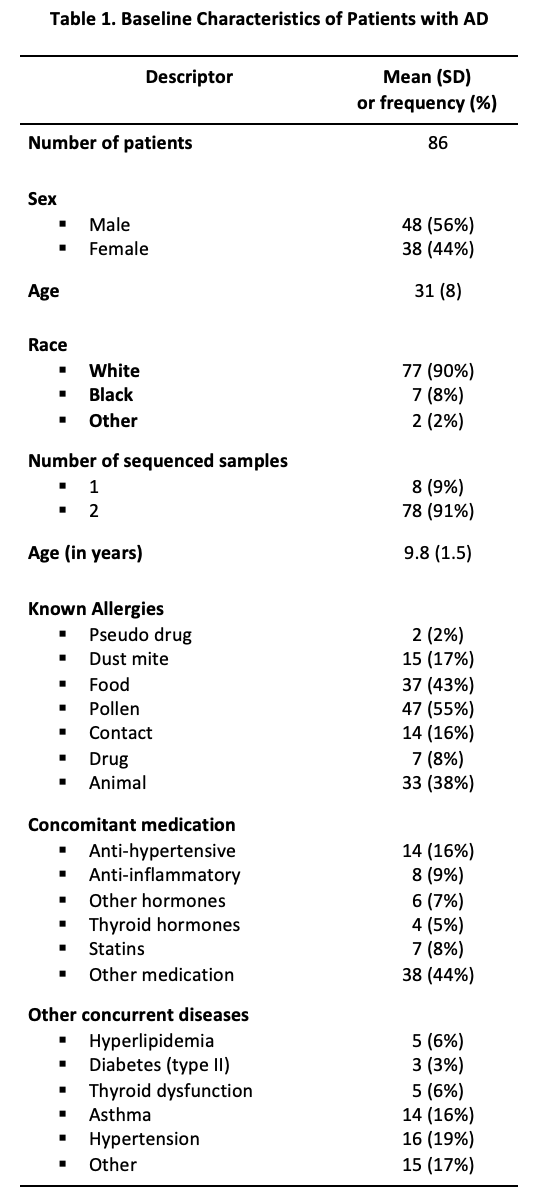 Table 1. Baseline Characteristics of Patients with AD
Descriptor Mean (SD)
or frequency (%)
Number of patients 86
Sex
▪ Male 48 (56%)
▪ Female 38 (44%)
Age 31 (8)
Race
▪ White 77 (90%)
▪ Black 7 (8%)
▪ Other 2 (2%)
Number of sequenced samples
▪ 1 8 (9%)
▪ 2 78 (91%)
Age (in years) 9.8 (1.5)
Known Allergies
▪ Pseudo drug 2 (2%)
▪ Dust mite 15 (17%)
▪ Food 37 (43%)
▪ Pollen 47 (55%)
▪ Contact 14 (16%)
▪ Drug 7 (8%)
▪ Animal 33 (38%)
Concomitant medication
▪ Anti-hypertensive 14 (16%)
▪ Anti-inflammatory 8 (9%)
▪ Other hormones 6 (7%)
▪ Thyroid hormones 4 (5%)
▪ Statins 7 (8%)
▪ Other medication 38 (44%)
Other concurrent diseases
▪ Hyperlipidemia 5 (6%)
▪ Diabetes (type II) 3 (3%)
▪ Thyroid dysfunction 5 (6%)
▪ Asthma 14 (16%)
▪ Hypertension 16 (19%)
▪ Other 15 (17%)